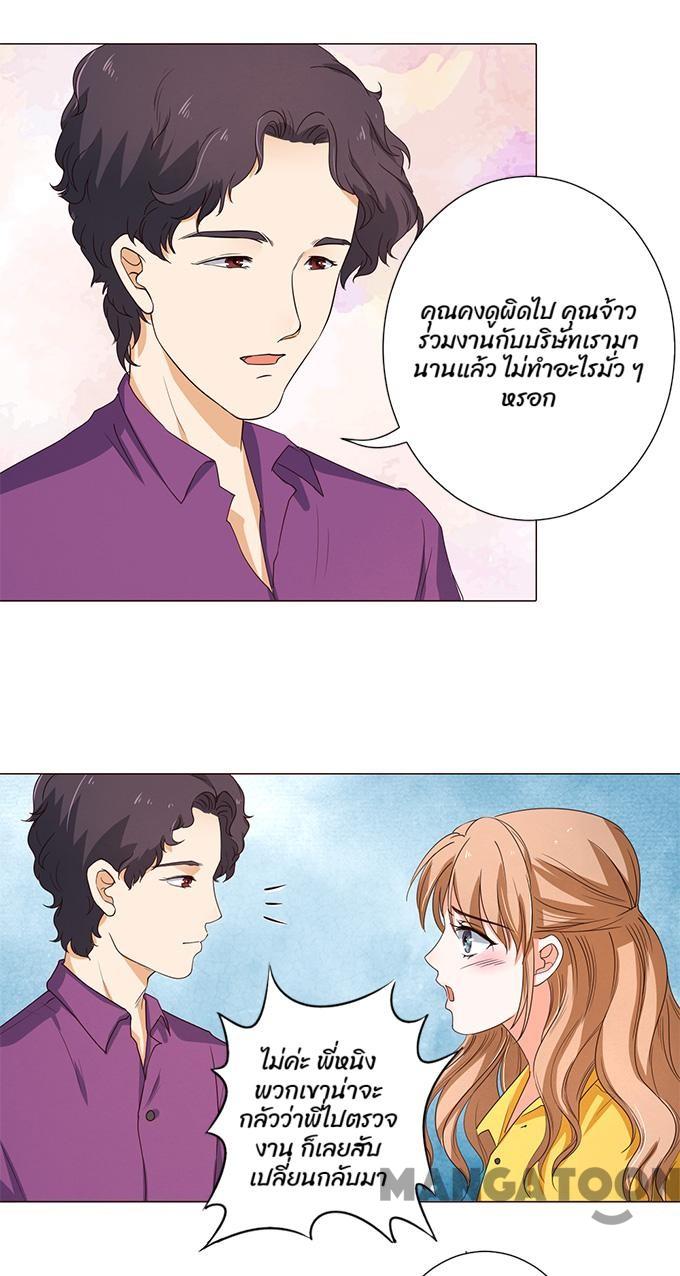 คุณคงดูผิดไป คุณจ้าว
ร่วมงานกับบริษัทเรามา
นานแล้ว ไม่ทำอะไรมั่ว ๆ
หรอก
ไม่ค่ะ พี่หนิง
พวกเขาน่าจะ
กลัวว่าพี่ไปตรวจ
งาน ก็เลยสับ
เปลี่ยนกลับมา
MANGATOON